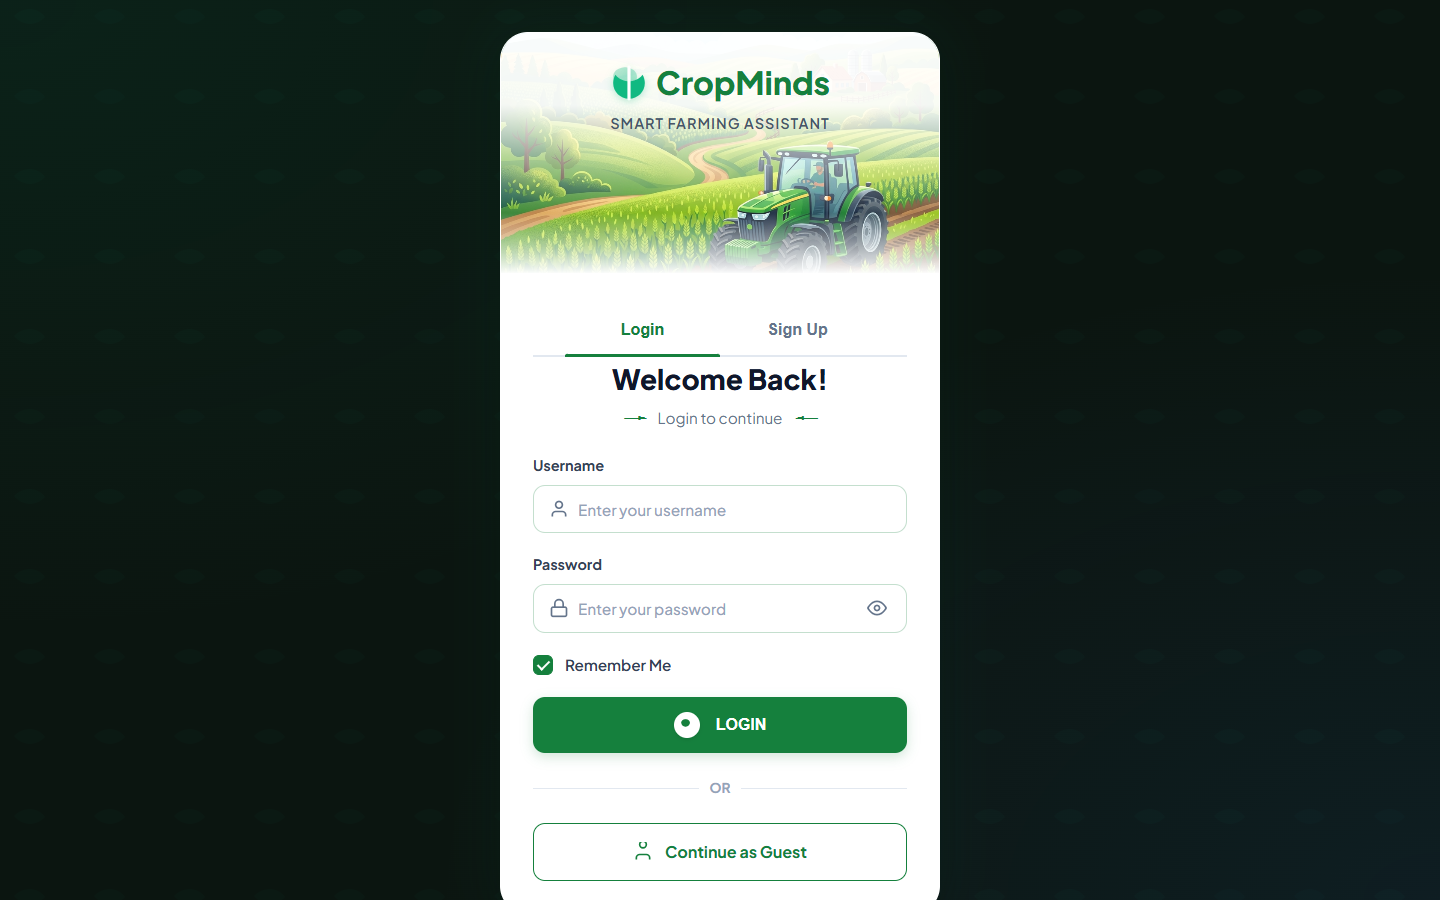 CropMinds
SMART FARMING ASSISTANT
Login
Sign Up
Welcome Back!
Login to continue
Username
Enter your username
Password
Enter your password
Remember Me
LOGIN
OR
Continue as Guest